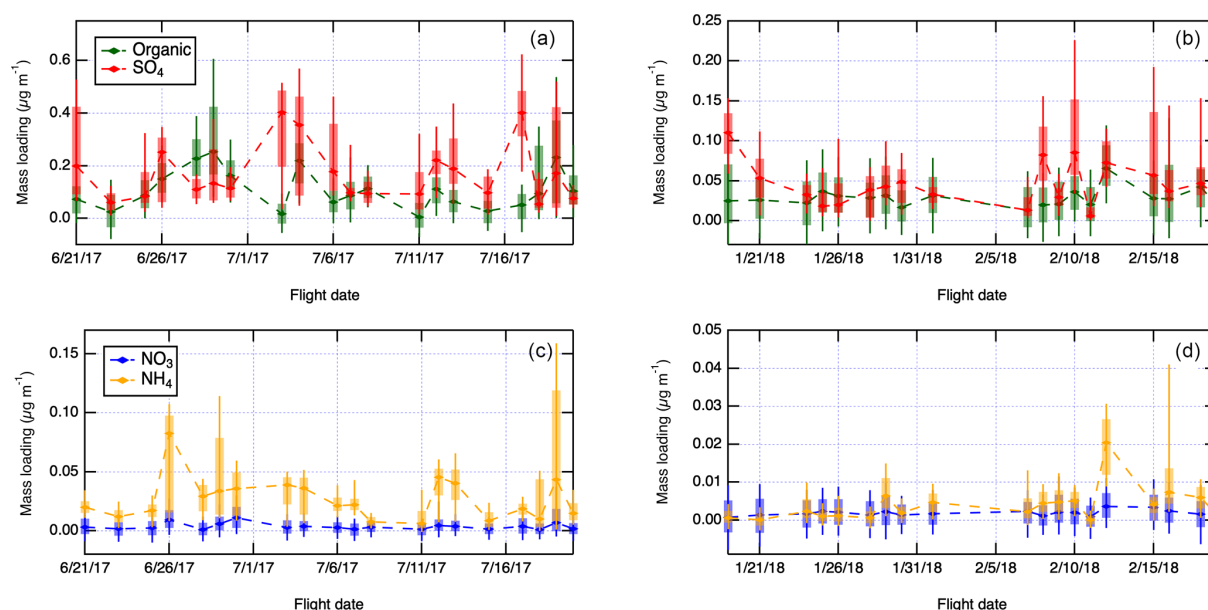 (a)
Organic
SO₄
Mass loading (µg m⁻¹)
0.6
0.4
0.2
0.0
6/21/17 6/26/17 7/1/17 7/6/17 7/11/17 7/16/17
Flight date
(b)
Mass loading (µg m⁻¹)
0.25
0.20
0.15
0.10
0.05
0.00
1/21/18 1/26/18 1/31/18 2/5/18 2/10/18 2/15/18
Flight date
(c)
NO₃
NH₄
Mass loading (µg m⁻¹)
0.15
0.10
0.05
0.00
6/21/17 6/26/17 7/1/17 7/6/17 7/11/17 7/16/17
Flight date
(d)
Mass loading (µg m⁻¹)
0.05
0.04
0.03
0.02
0.01
0.00
1/21/18 1/26/18 1/31/18 2/5/18 2/10/18 2/15/18
Flight date